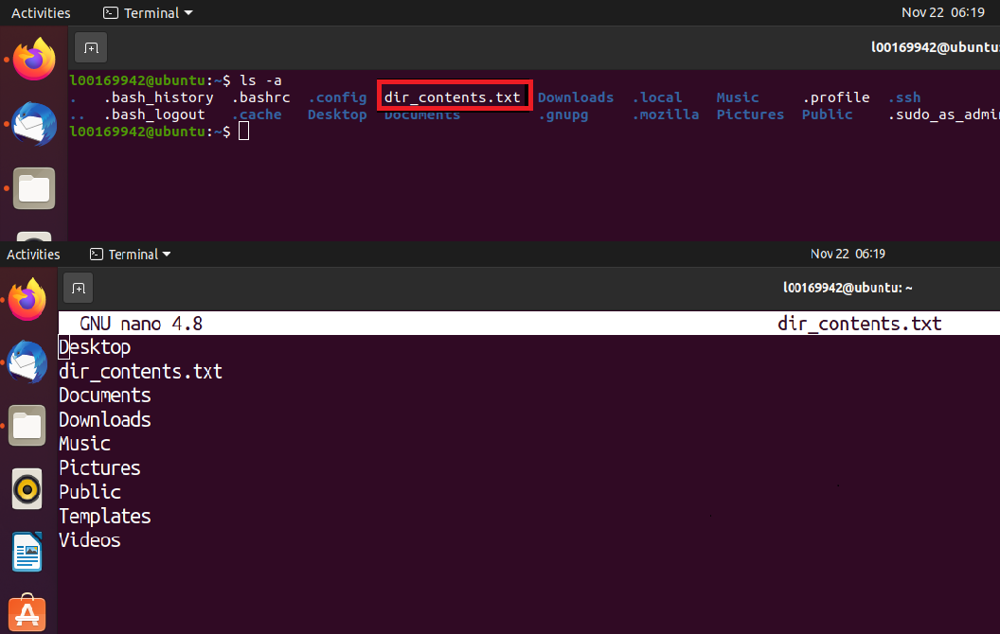 Activities Terminal Nov 22 06:19
l00169942@ubuntu:
l00169942@ubuntu:~$ ls -a
. .bash_history .bashrc .config dir_contents.txt Downloads .local Music .profile .ssh
.. .bash_logout .cache Desktop Documents .gnupg .mozilla Pictures Public .sudo_as_admi
l00169942@ubuntu:~$
Activities Terminal Nov 22 06:19
l00169942@ubuntu: ~
GNU nano 4.8 dir_contents.txt
Desktop
dir_contents.txt
Documents
Downloads
Music
Pictures
Public
Templates
Videos